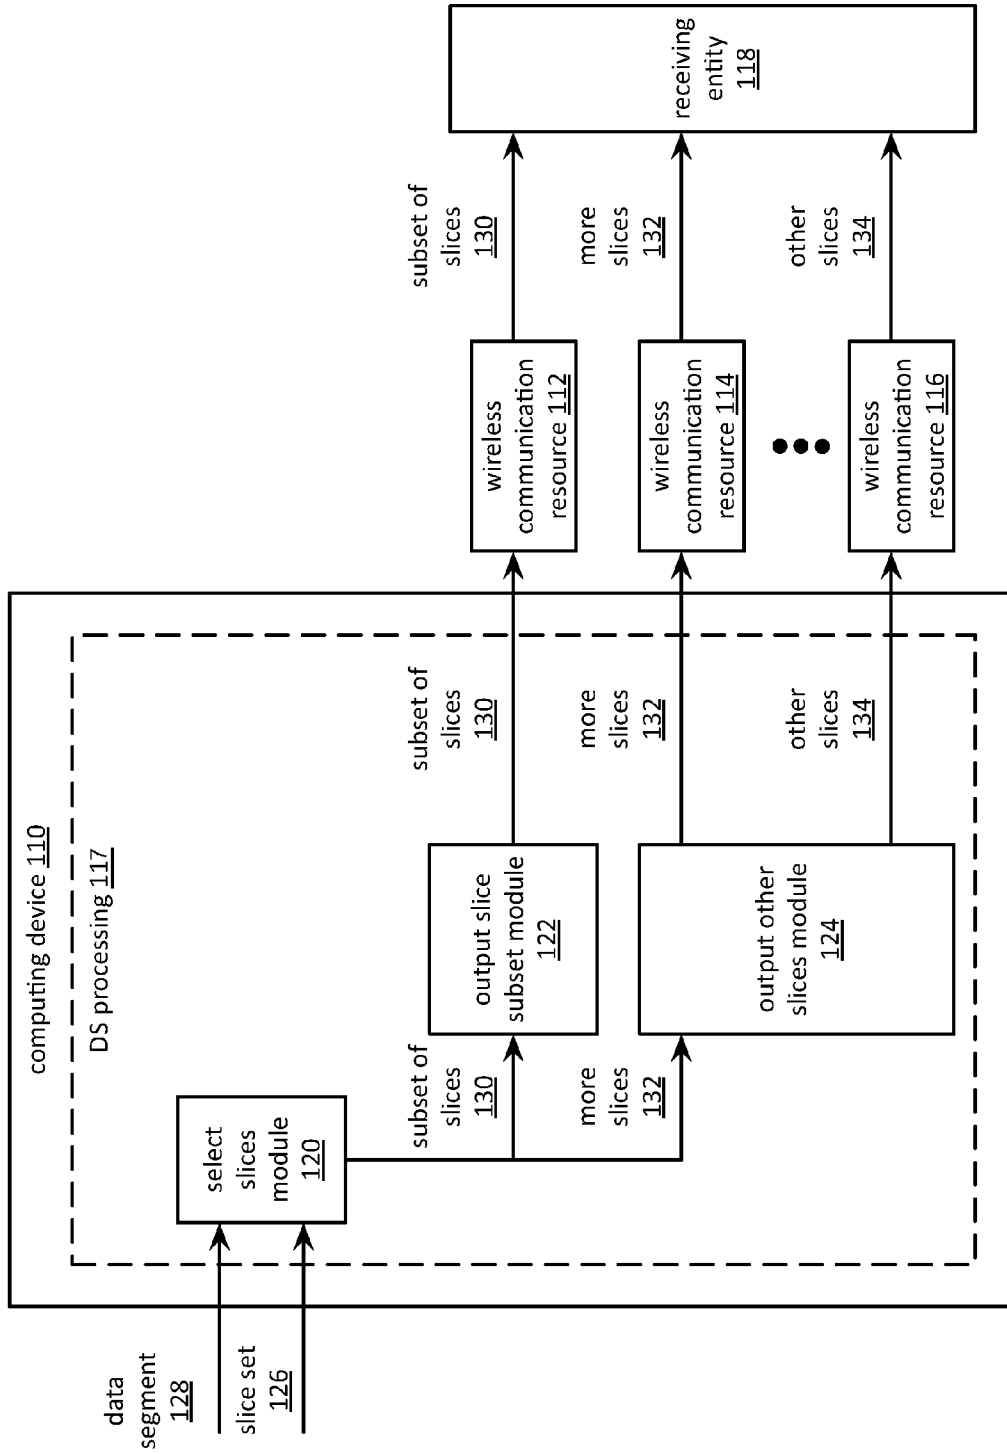 computing device 110
DS processing 117
data
segment
128
slice set
126
select
slices
module
120
subset of
slices
130
more
slices
132
output slice
subset module
122
output other
slices module
124
subset of
slices
130
more
slices
132
other
slices
134
wireless
communication
resource 112
wireless
communication
resource 114
wireless
communication
resource 116
subset of
slices
130
more
slices
132
other
slices
134
receiving
entity
118